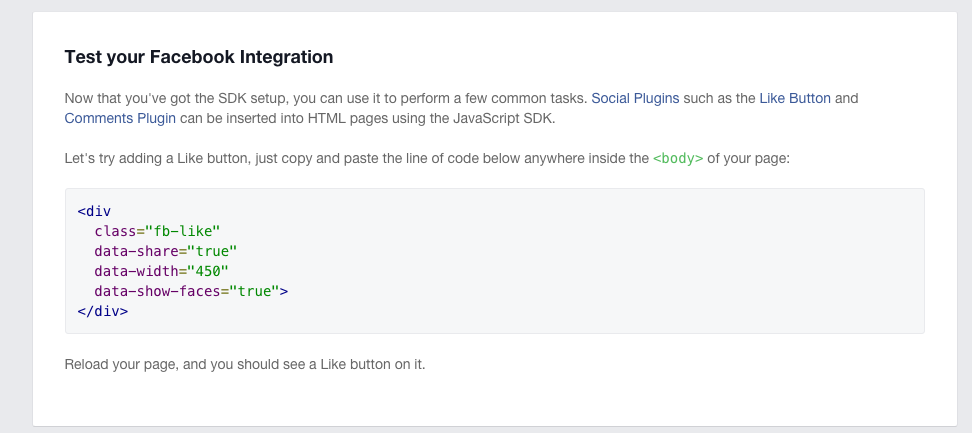 Test your Facebook Integration
Now that you've got the SDK setup, you can use it to perform a few common tasks. Social Plugins such as the Like Button and
Comments Plugin can be inserted into HTML pages using the JavaScript SDK.
Let's try adding a Like button, just copy and paste the line of code below anywhere inside the <body> of your page:
<div
  class="fb-like"
  data-share="true"
  data-width="450"
  data-show-faces="true">
</div>
Reload your page, and you should see a Like button on it.